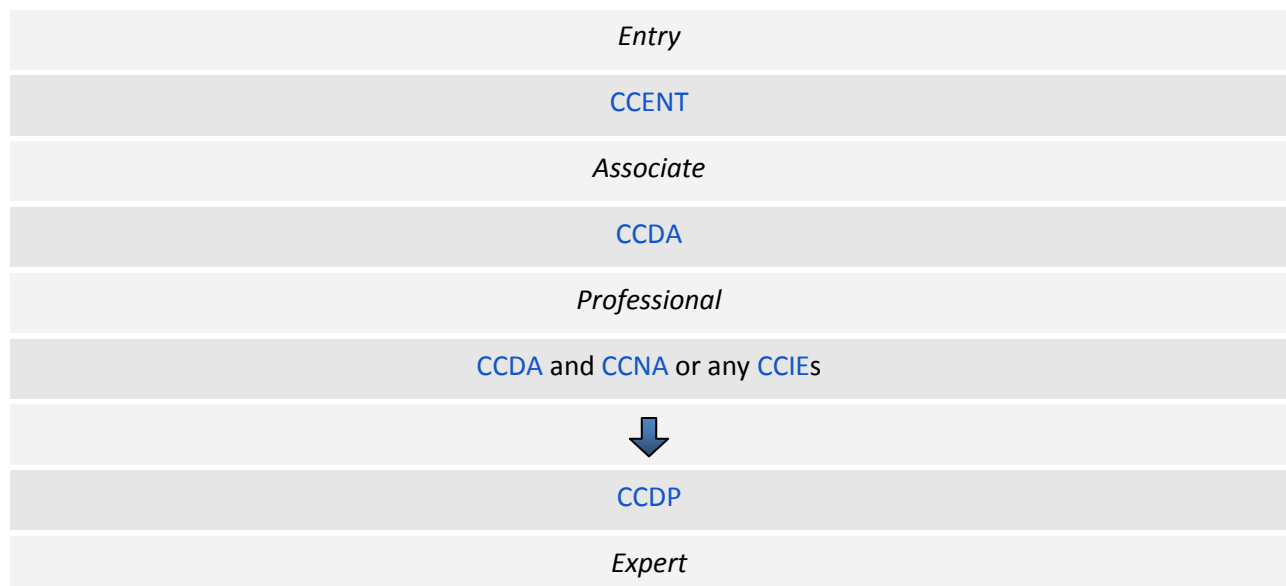 Entry
CCENT
Associate
CCDA
Professional
CCDA and CCNA or any CCIEs
CCDP
Expert